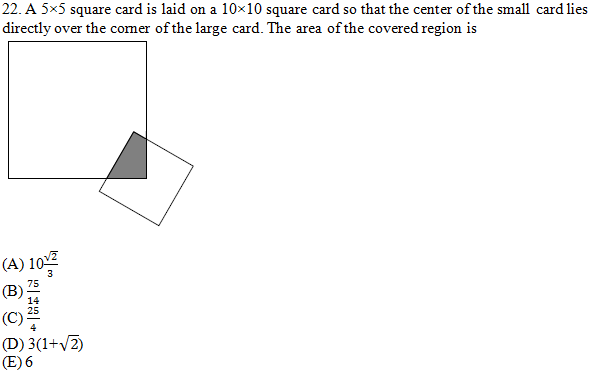 22. A 5×5 square card is laid on a 10×10 square card so that the center of the small card lies
directly over the corner of the large card. The area of the covered region is
(A) 10√2/3
(B) 75/14
(C) 25/4
(D) 3(1+√2)
(E) 6